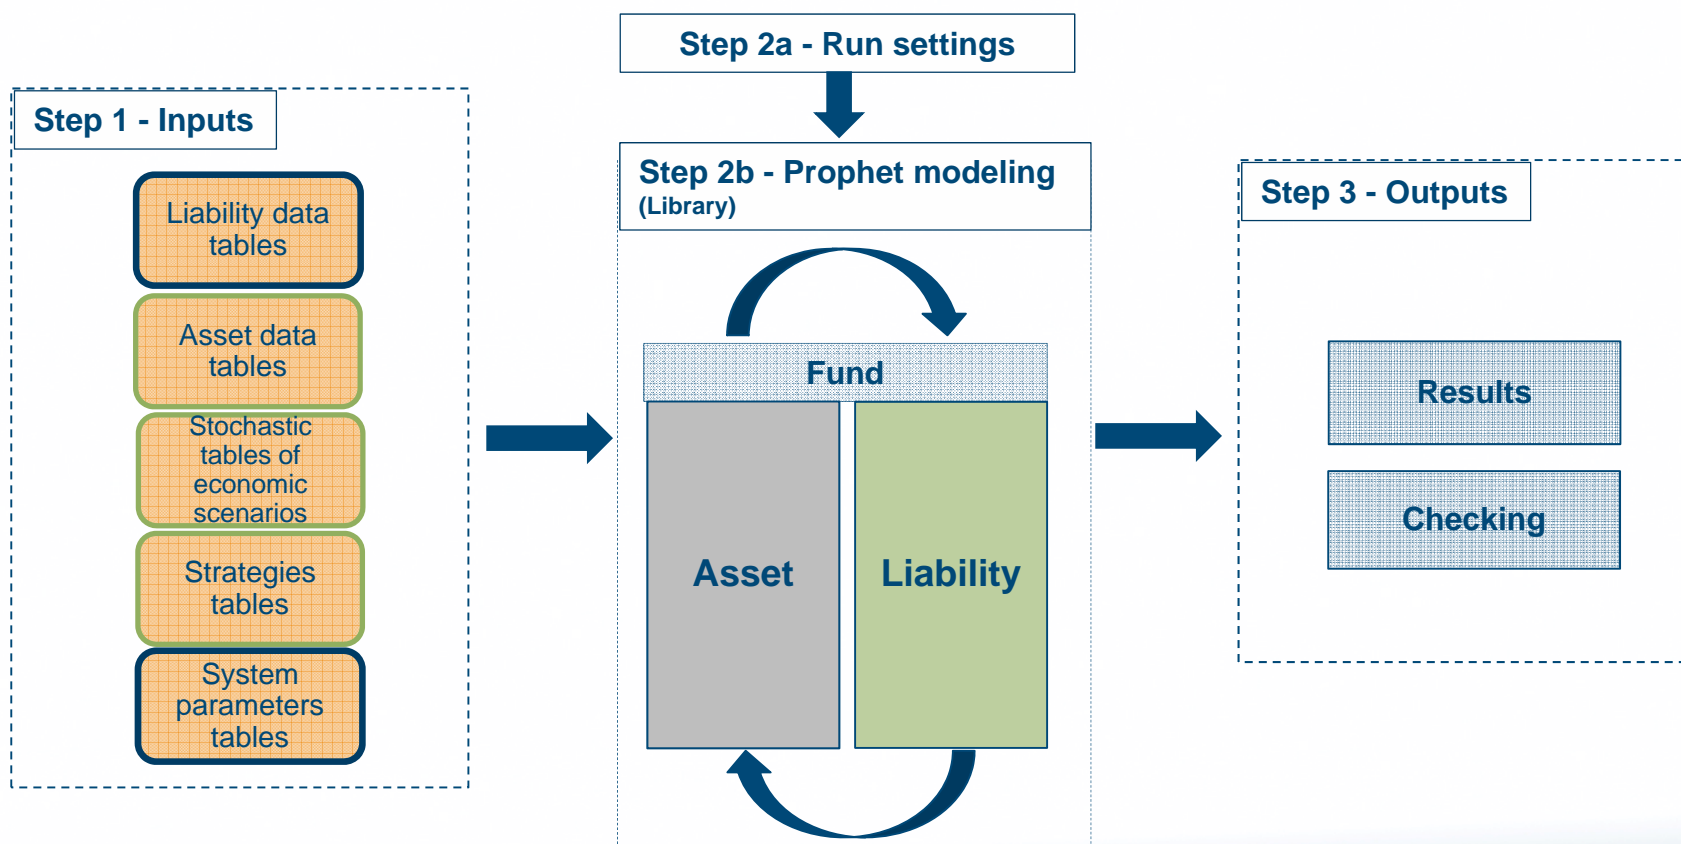 Step 2a - Run settings
Step 1 - Inputs
Liability data
tables
Asset data
tables
Stochastic
tables of
economic
scenarios
Strategies
tables
System
parameters
tables
Step 2b - Prophet modeling
(Library)
Fund
Asset
Liability
Step 3 - Outputs
Results
Checking